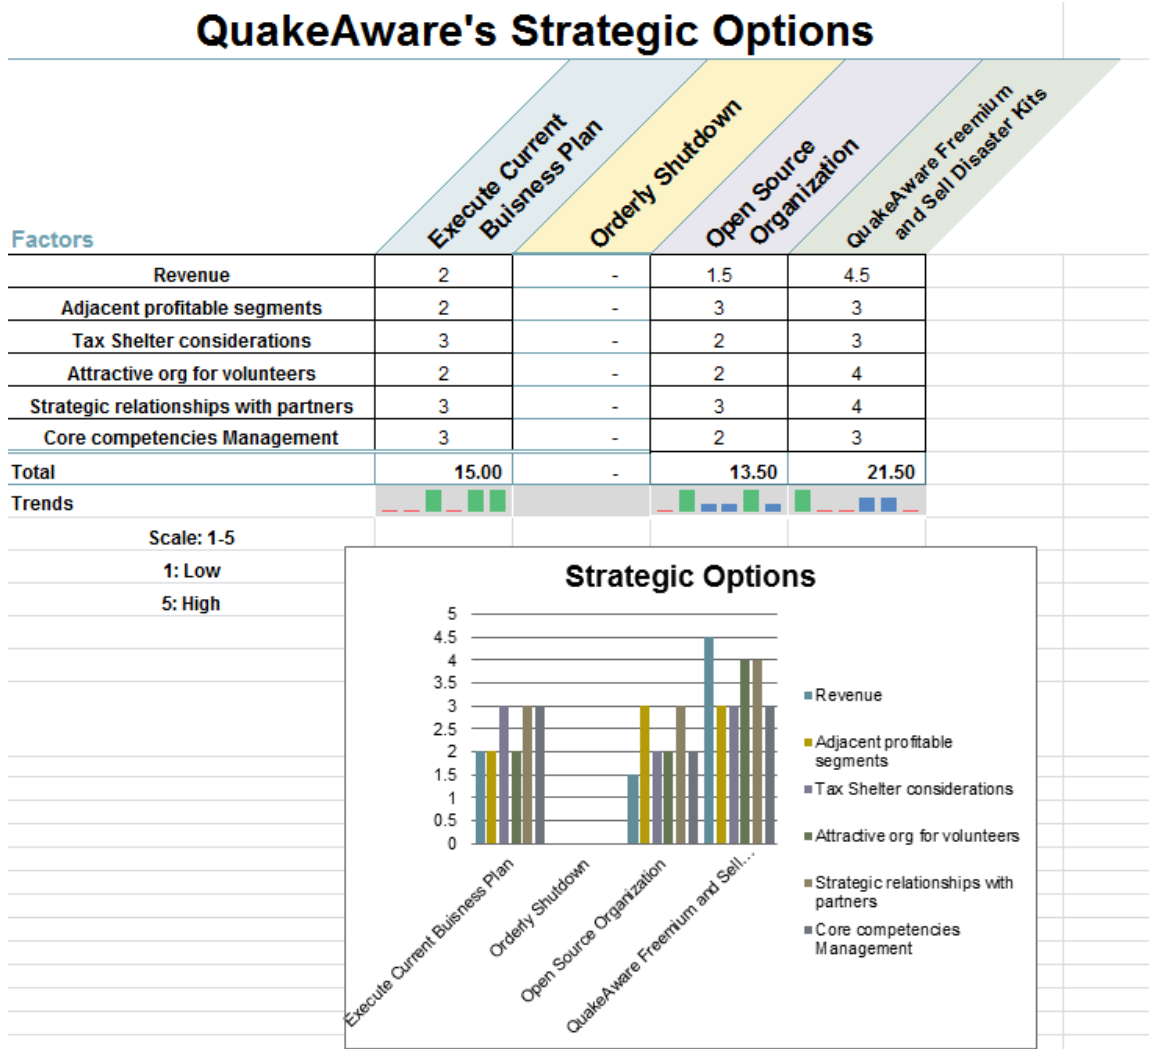 QuakeAware's Strategic Options
Factors
Execute Current
Buisness Plan
Orderly Shutdown
Open Source
Organization
QuakeAware Freemium
and Sell Disaster Kits
Revenue 2 - 1.5 4.5
Adjacent profitable segments 2 - 3 3
Tax Shelter considerations 3 - 2 3
Attractive org for volunteers 2 - 2 4
Strategic relationships with partners 3 - 3 4
Core competencies Management 3 - 2 3
Total 15.00 - 13.50 21.50
Trends
Scale: 1-5
1: Low
5: High
Strategic Options
5
4.5
4
3.5
3
2.5
2
1.5
1
0.5
0
Execute Current Buisness Plan
Orderly Shutdown
Open Source Organization
QuakeAware Freemium and Sell...
Revenue
Adjacent profitable
segments
Tax Shelter considerations
Attractive org for volunteers
Strategic relationships with
partners
Core competencies
Management